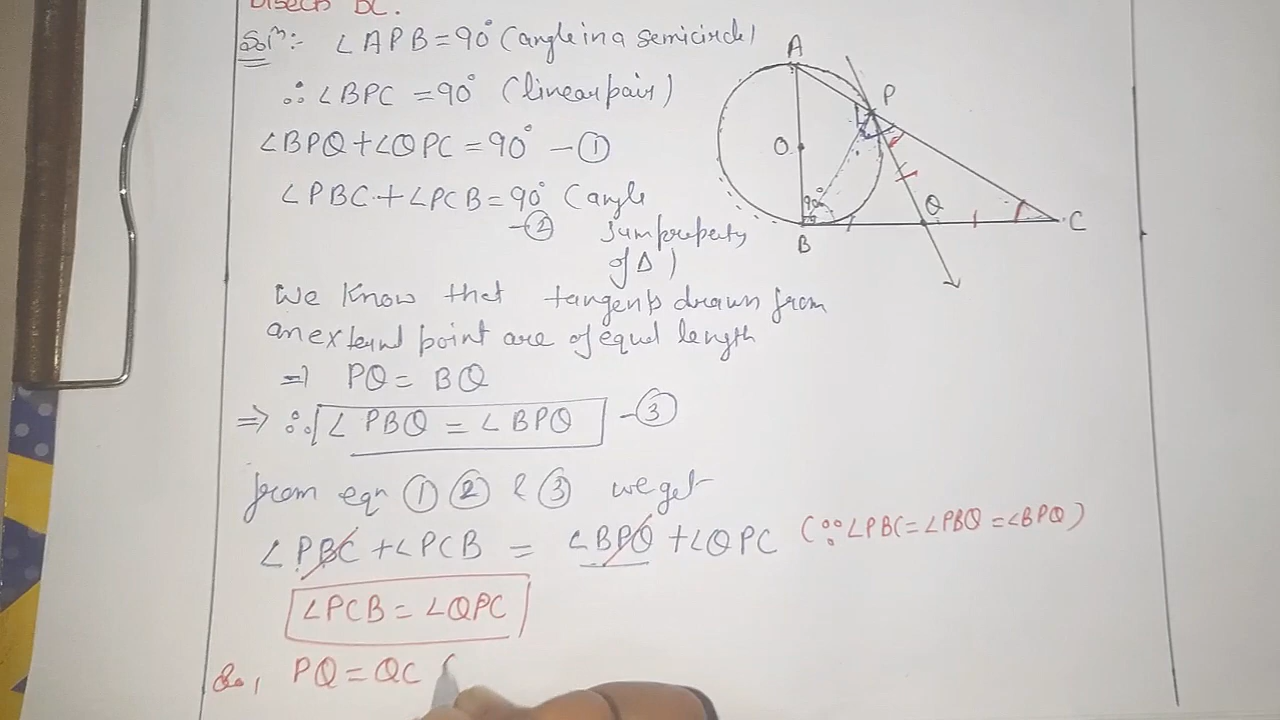 Bisects BC.
Solⁿ:- ∠APB = 90° (angle in a semicircle)
∴ ∠BPC = 90° (linear pair)
∠BPQ + ∠QPC = 90° - ①
∠PBC + ∠PCB = 90° (angle
- ② sum property
of Δ)
We know that tangents drawn from
an external point are of equal length
⇒ PQ = BQ
⇒ ∴ ∠PBQ = ∠BPQ - ③
from eqn ① ② & ③ we get
∠PBC + ∠PCB = ∠BPQ + ∠QPC (∵ ∠PBC = ∠PBQ = ∠BPQ)
∠PCB = ∠QPC
So, PQ = QC (
A
P
O
90°
Q
B
C